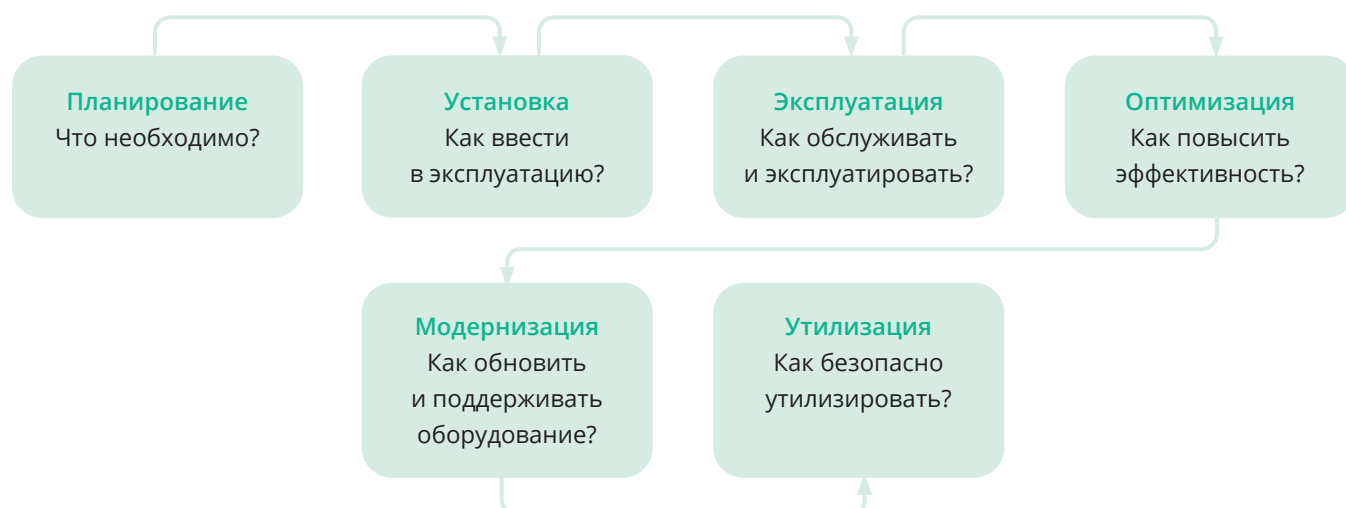 Планирование
Что необходимо?
Установка
Как ввести
в эксплуатацию?
Эксплуатация
Как обслуживать
и эксплуатировать?
Оптимизация
Как повысить
эффективность?
Модернизация
Как обновить
и поддерживать
оборудование?
Утилизация
Как безопасно
утилизировать?